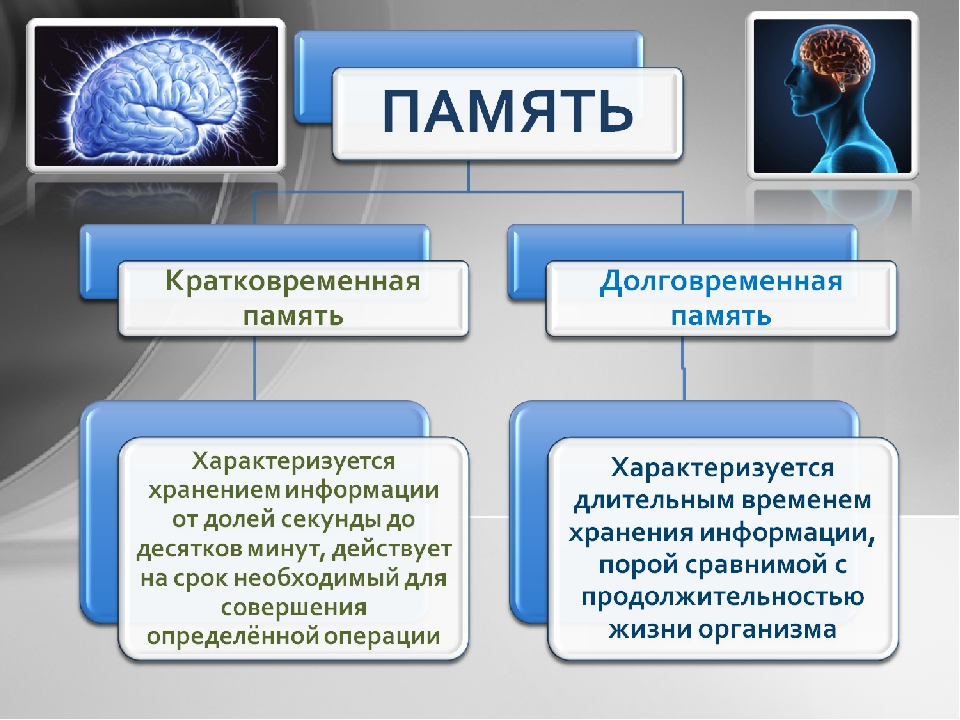 ПАМЯТЬ
Кратковременная
память
Долговременная
память
Характеризуется
хранением информации
от долей секунды до
десятков минут, действует
на срок необходимый для
совершения
определённой операции
Характеризуется
длительным временем
хранения информации,
порой сравнимой с
продолжительностью
жизни организма